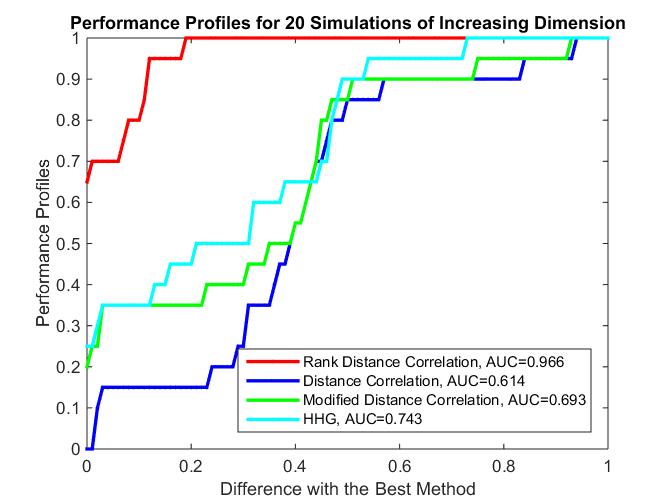 Performance Profiles for 20 Simulations of Increasing Dimension
1
0.9
0.8
0.7
0.6
0.5
0.4
0.3
0.2
0.1
0
Performance Profiles
Rank Distance Correlation, AUC=0.966
Distance Correlation, AUC=0.614
Modified Distance Correlation, AUC=0.693
HHG, AUC=0.743
0 0.2 0.4 0.6 0.8 1
Difference with the Best Method